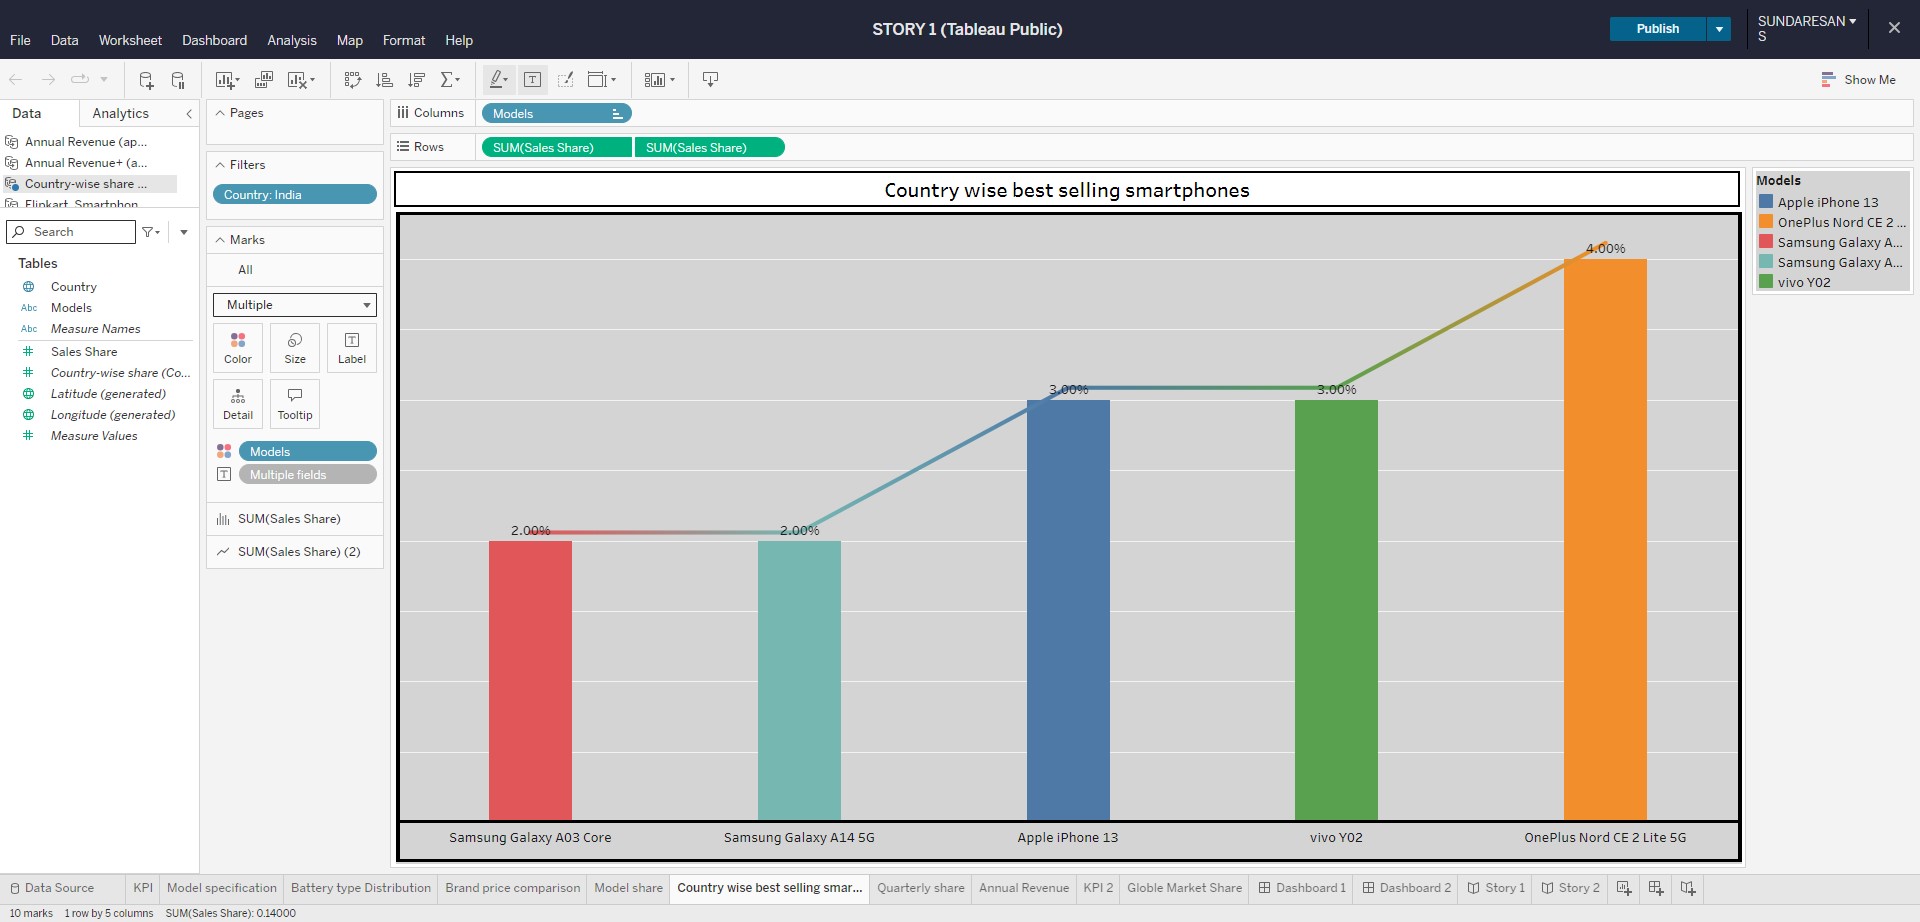 STORY 1 (Tableau Public)
Publish
SUNDARESAN
S
File Data Worksheet Dashboard Analysis Map Format Help
Show Me
Data Analytics
Annual Revenue (ap...
Annual Revenue+ (a...
Country-wise share ...
Flipkart_Smartphon...
Search
Tables
Country
Abc Models
Abc Measure Names
Sales Share
Country-wise share (Co...
Latitude (generated)
Longitude (generated)
Measure Values
Pages
Filters
Country: India
Marks
All
Multiple
Color Size Label
Detail Tooltip
Models
Multiple fields
SUM(Sales Share)
SUM(Sales Share) (2)
Columns Models
Rows SUM(Sales Share) SUM(Sales Share)
Country wise best selling smartphones
4.00%
3.00% 3.00%
2.00% 2.00%
Samsung Galaxy A03 Core Samsung Galaxy A14 5G Apple iPhone 13 vivo Y02 OnePlus Nord CE 2 Lite 5G
Models
Apple iPhone 13
OnePlus Nord CE 2 ...
Samsung Galaxy A...
Samsung Galaxy A...
vivo Y02
Data Source KPI Model specification Battery type Distribution Brand price comparison Model share Country wise best selling smar... Quarterly share Annual Revenue KPI 2 Globle Market Share Dashboard 1 Dashboard 2 Story 1 Story 2
10 marks 1 row by 5 columns SUM(Sales Share): 0.14000